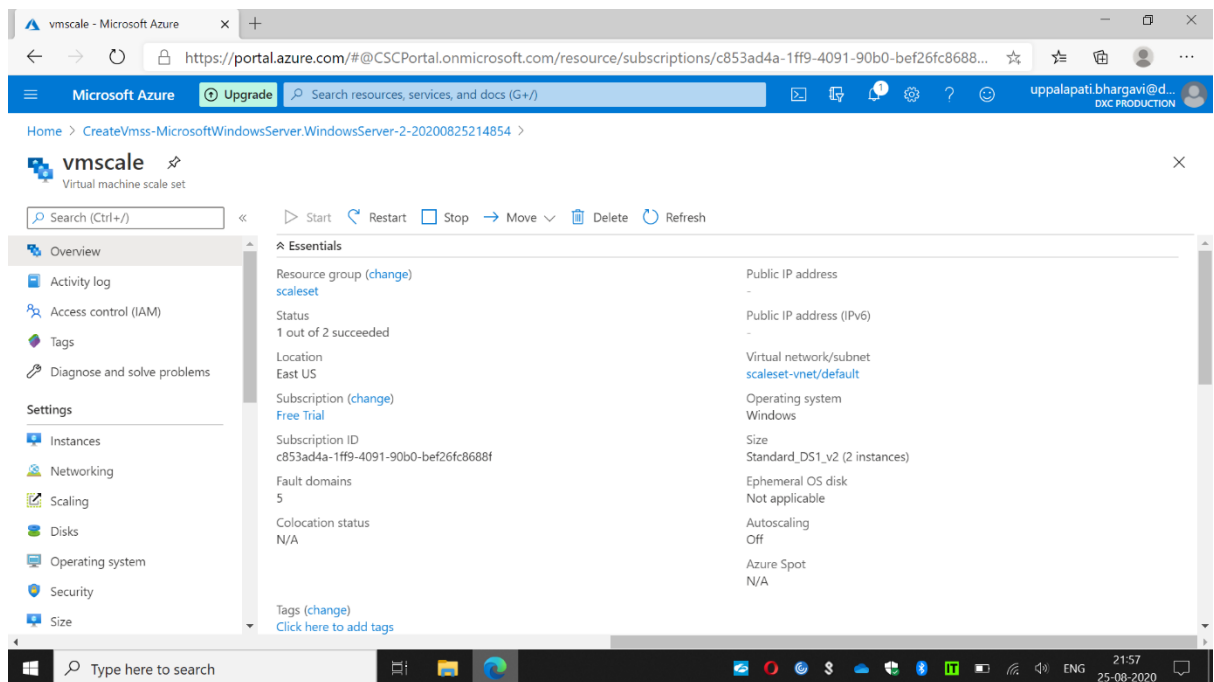 vmscale - Microsoft Azure
https://portal.azure.com/#@CSCPortal.onmicrosoft.com/resource/subscriptions/c853ad4a-1ff9-4091-90b0-bef26fc8688...
Microsoft Azure
Upgrade
Search resources, services, and docs (G+/)
1
uppalapati.bhargavi@d...
DXC PRODUCTION
Home > CreateVmss-MicrosoftWindowsServer.WindowsServer-2-20200825214854 >
vmscale
Virtual machine scale set
Search (Ctrl+/)
Start Restart Stop Move Delete Refresh
Overview
Activity log
Access control (IAM)
Tags
Diagnose and solve problems
Settings
Instances
Networking
Scaling
Disks
Operating system
Security
Size
Essentials
Resource group (change)
scaleset
Status
1 out of 2 succeeded
Location
East US
Subscription (change)
Free Trial
Subscription ID
c853ad4a-1ff9-4091-90b0-bef26fc8688f
Fault domains
5
Colocation status
N/A
Public IP address
-
Public IP address (IPv6)
-
Virtual network/subnet
scaleset-vnet/default
Operating system
Windows
Size
Standard_DS1_v2 (2 instances)
Ephemeral OS disk
Not applicable
Autoscaling
Off
Azure Spot
N/A
Tags (change)
Click here to add tags
Type here to search
ENG
21:57
25-08-2020